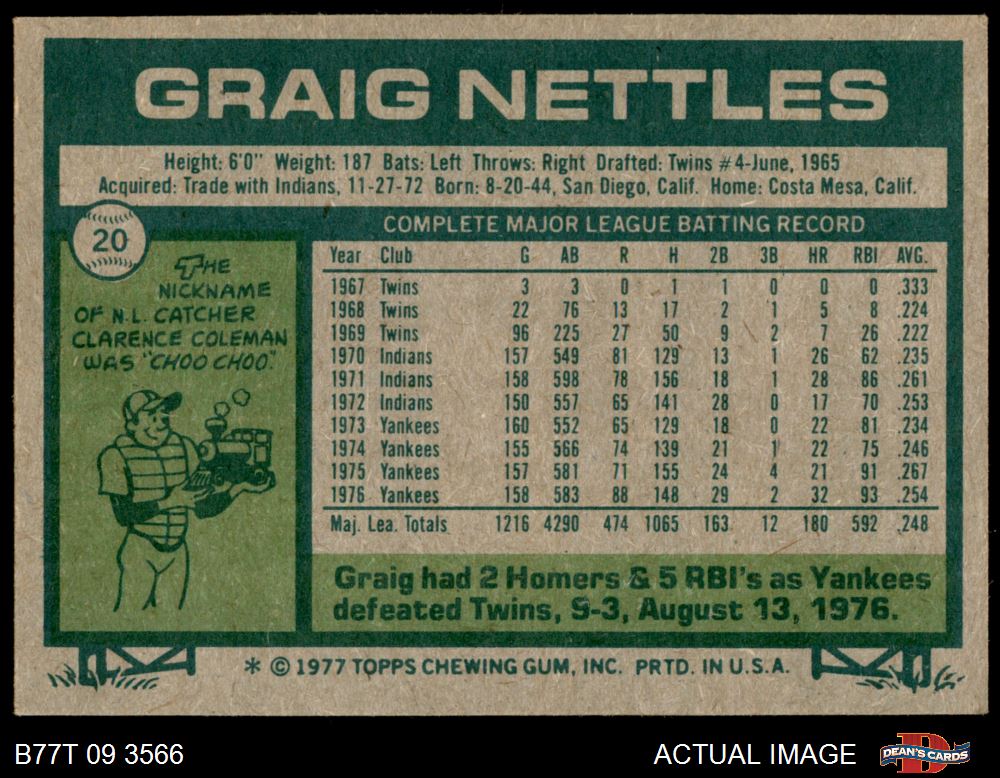 GRAIG NETTLES
Height: 6'0" Weight: 187 Bats: Left Throws: Right Drafted: Twins #4-June, 1965
Acquired: Trade with Indians, 11-27-72 Born: 8-20-44, San Diego, Calif. Home: Costa Mesa, Calif.
20
THE
NICKNAME
OF N.L. CATCHER
CLARENCE COLEMAN
WAS "CHOO CHOO."
COMPLETE MAJOR LEAGUE BATTING RECORD
Year Club G AB R H 2B 3B HR RBI AVG.
1967 Twins 3 3 0 1 1 0 0 0 .333
1968 Twins 22 76 13 17 2 1 5 8 .224
1969 Twins 96 225 27 50 9 2 7 26 .222
1970 Indians 157 549 81 129 13 1 26 62 .235
1971 Indians 158 598 78 156 18 1 28 86 .261
1972 Indians 150 557 65 141 28 0 17 70 .253
1973 Yankees 160 552 65 129 18 0 22 81 .234
1974 Yankees 155 566 74 139 21 1 22 75 .246
1975 Yankees 157 581 71 155 24 4 21 91 .267
1976 Yankees 158 583 88 148 29 2 32 93 .254
Maj. Lea. Totals 1216 4290 474 1065 163 12 180 592 .248
Graig had 2 Homers & 5 RBI's as Yankees
defeated Twins, 9-3, August 13, 1976.
* © 1977 TOPPS CHEWING GUM, INC. PRTD. IN U.S.A.
B77T 09 3566
ACTUAL IMAGE
D
DEAN'S CARDS